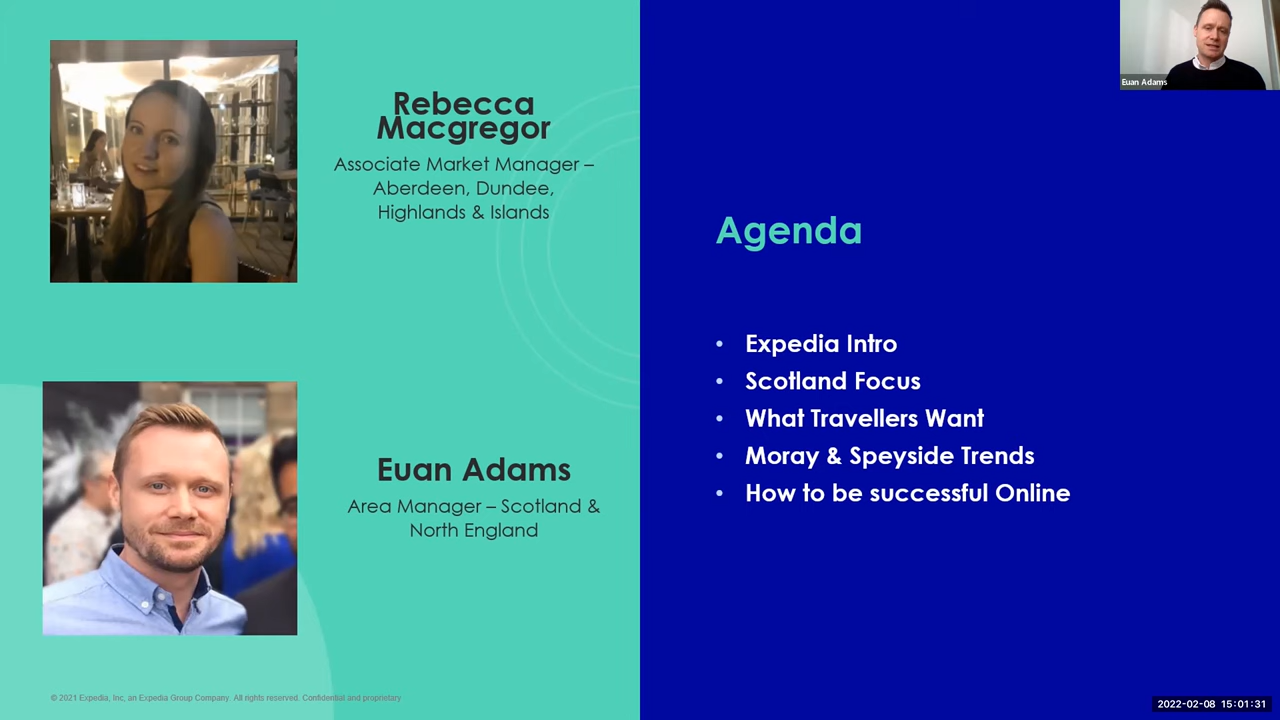 Rebecca
Macgregor
Associate Market Manager –
Aberdeen, Dundee,
Highlands & Islands
Euan Adams
Area Manager – Scotland &
North England
© 2021 Expedia, Inc, an Expedia Group Company. All rights reserved. Confidential and proprietary
Agenda
• Expedia Intro
• Scotland Focus
• What Travellers Want
• Moray & Speyside Trends
• How to be successful Online
Euan Adams
2022-02-08 15:01:31